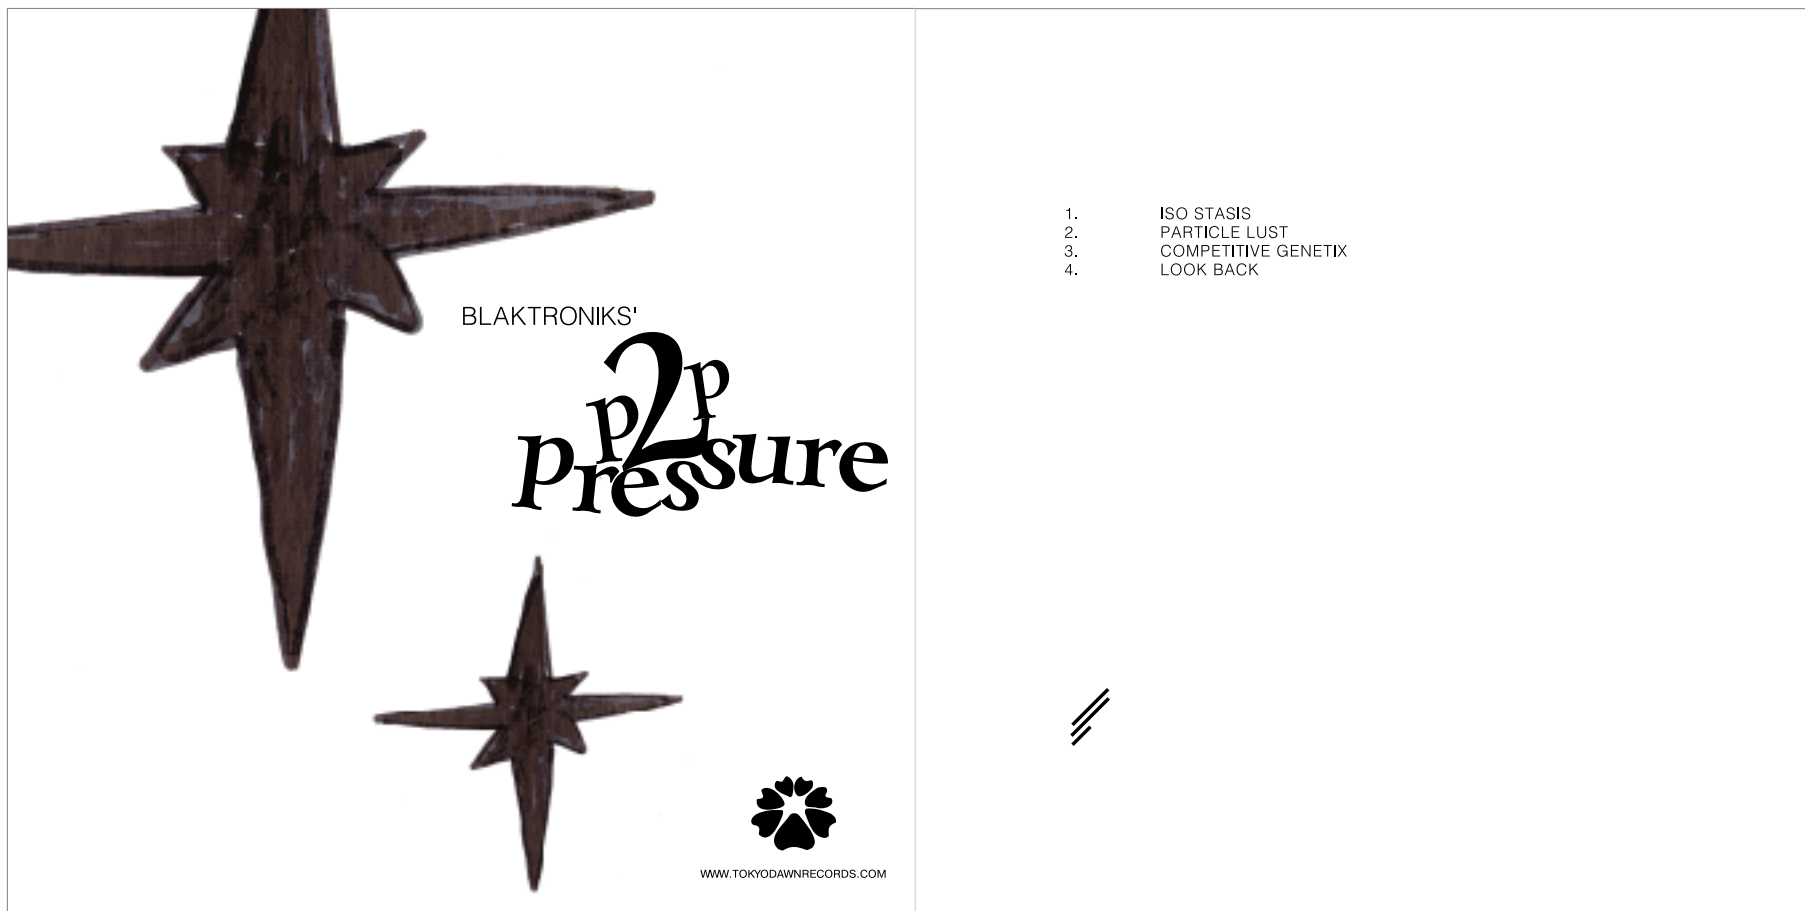 BLAKTRONIKS'
p2p
pressure
WWW.TOKYODAWNRECORDS.COM
1. ISO STASIS
2. PARTICLE LUST
3. COMPETITIVE GENETIX
4. LOOK BACK